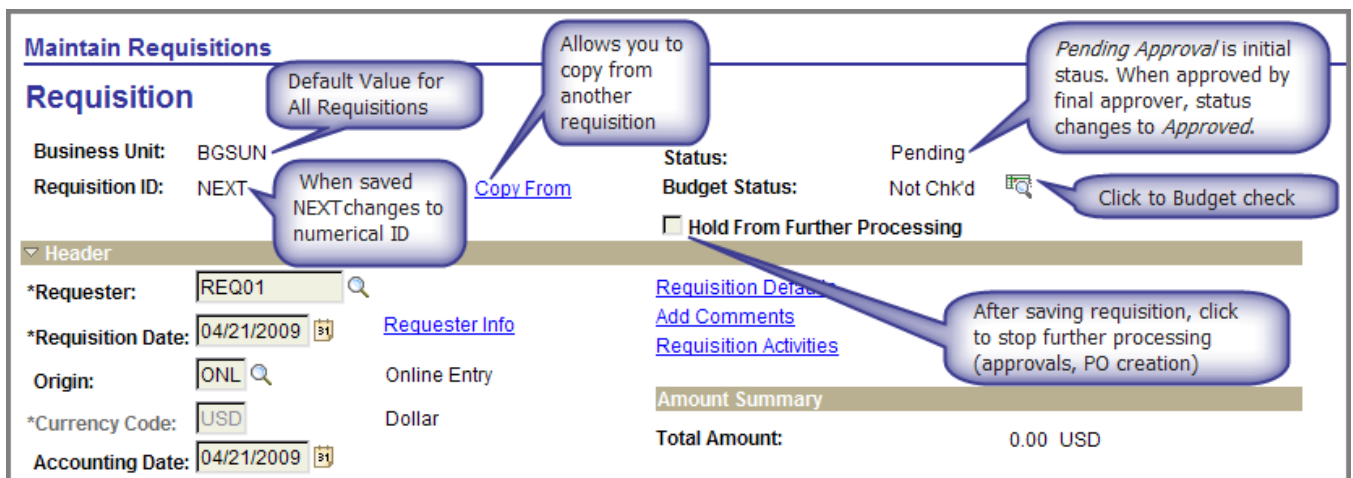 Maintain Requisitions
Requisition
Default Value for
All Requisitions
Allows you to
copy from
another
requisition
Pending Approval is initial
staus. When approved by
final approver, status
changes to Approved.
Business Unit: BGSUN
Status: Pending
Requisition ID: NEXT
When saved
NEXTchanges to
numerical ID
Copy From
Budget Status: Not Chk'd
Click to Budget check
Hold From Further Processing
Header
*Requester: REQ01
*Requisition Date: 04/21/2009 31
Requester Info
Origin: ONL Online Entry
*Currency Code: USD Dollar
Accounting Date: 04/21/2009 31
Requisition Defaults
Add Comments
Requisition Activities
After saving requisition, click
to stop further processing
(approvals, PO creation)
Amount Summary
Total Amount: 0.00 USD